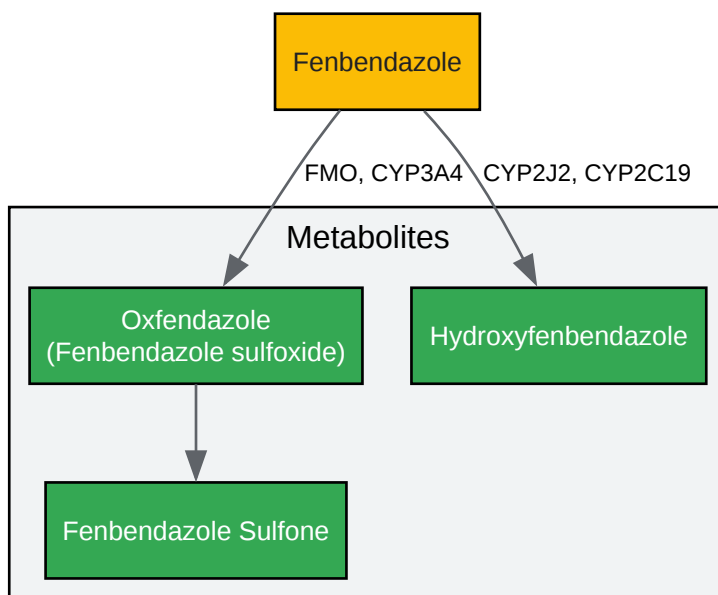 Fenbendazole
FMO, CYP3A4
CYP2J2, CYP2C19
Metabolites
Oxfendazole
(Fenbendazole sulfoxide)
Hydroxyfenbendazole
Fenbendazole Sulfone